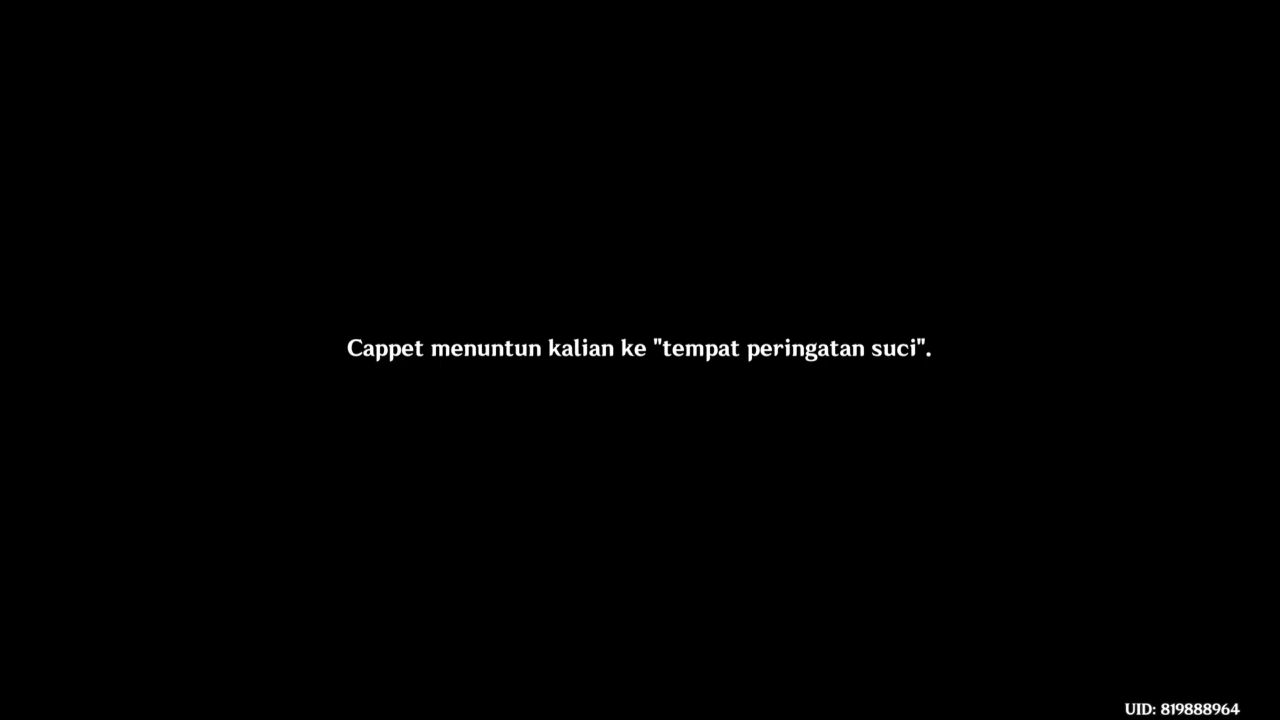 Cappet menuntun kalian ke "tempat peringatan suci".
UID: 819888964